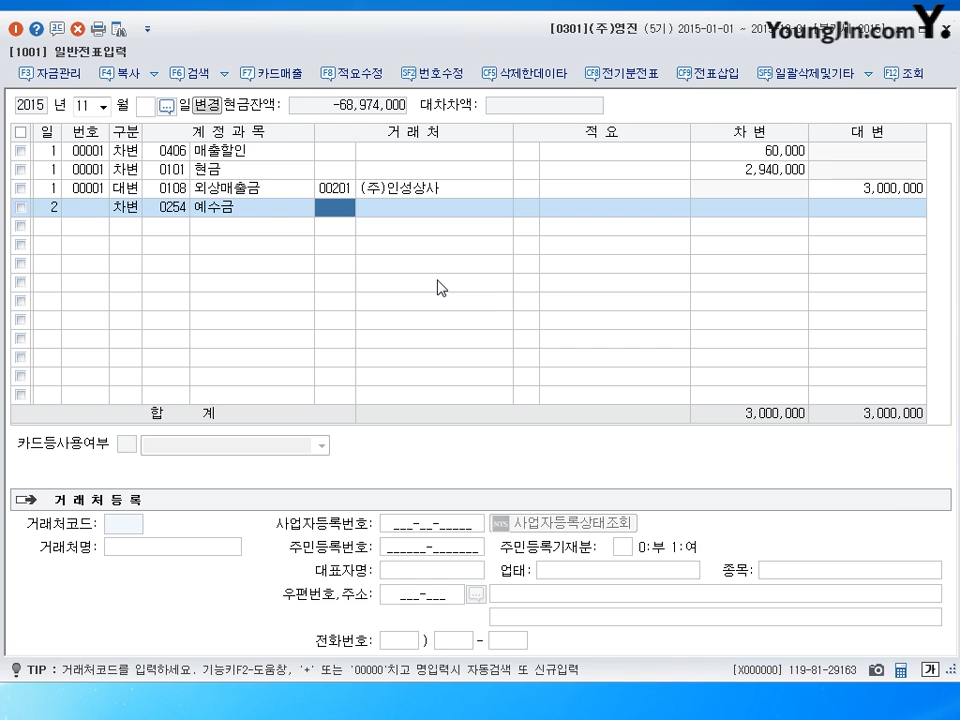 [0301](주)영진 (5기) 2015-01-01 ~
Younglin.com Y.
[1001] 일반전표입력
F3 자금관리 F4 복사 F6 검색 F7 카드매출 F8 적요수정 SF2 번호수정 CF5 삭제한데이타 CF8 전기분전표 CF9 전표삽입 SF5 일괄삭제및기타 F12 조회
2015 년 11 월 일 변경 현금잔액: -68,974,000 대차차액:
일 번호 구분 계 정 과 목 거 래 처 적 요 차 변 대 변
1 00001 차변 0406 매출할인 60,000
1 00001 차변 0101 현금 2,940,000
1 00001 대변 0108 외상매출금 00201 (주)인성상사 3,000,000
2 차변 0254 예수금
합 계 3,000,000 3,000,000
카드등사용여부
거 래 처 등 록
거래처코드: 사업자등록번호: ___-__-_____ NTS 사업자등록상태조회
거래처명: 주민등록번호: ______-_______ 주민등록기재분: 0:부 1:여
대표자명: 업태: 종목:
우편번호,주소: ___-___ ...
전화번호: ) -
TIP : 거래처코드를 입력하세요. 기능키F2-도움창, '+' 또는 '00000'치고 명입력시 자동검색 또 신규입력 [X000000] 119-81-29163 가